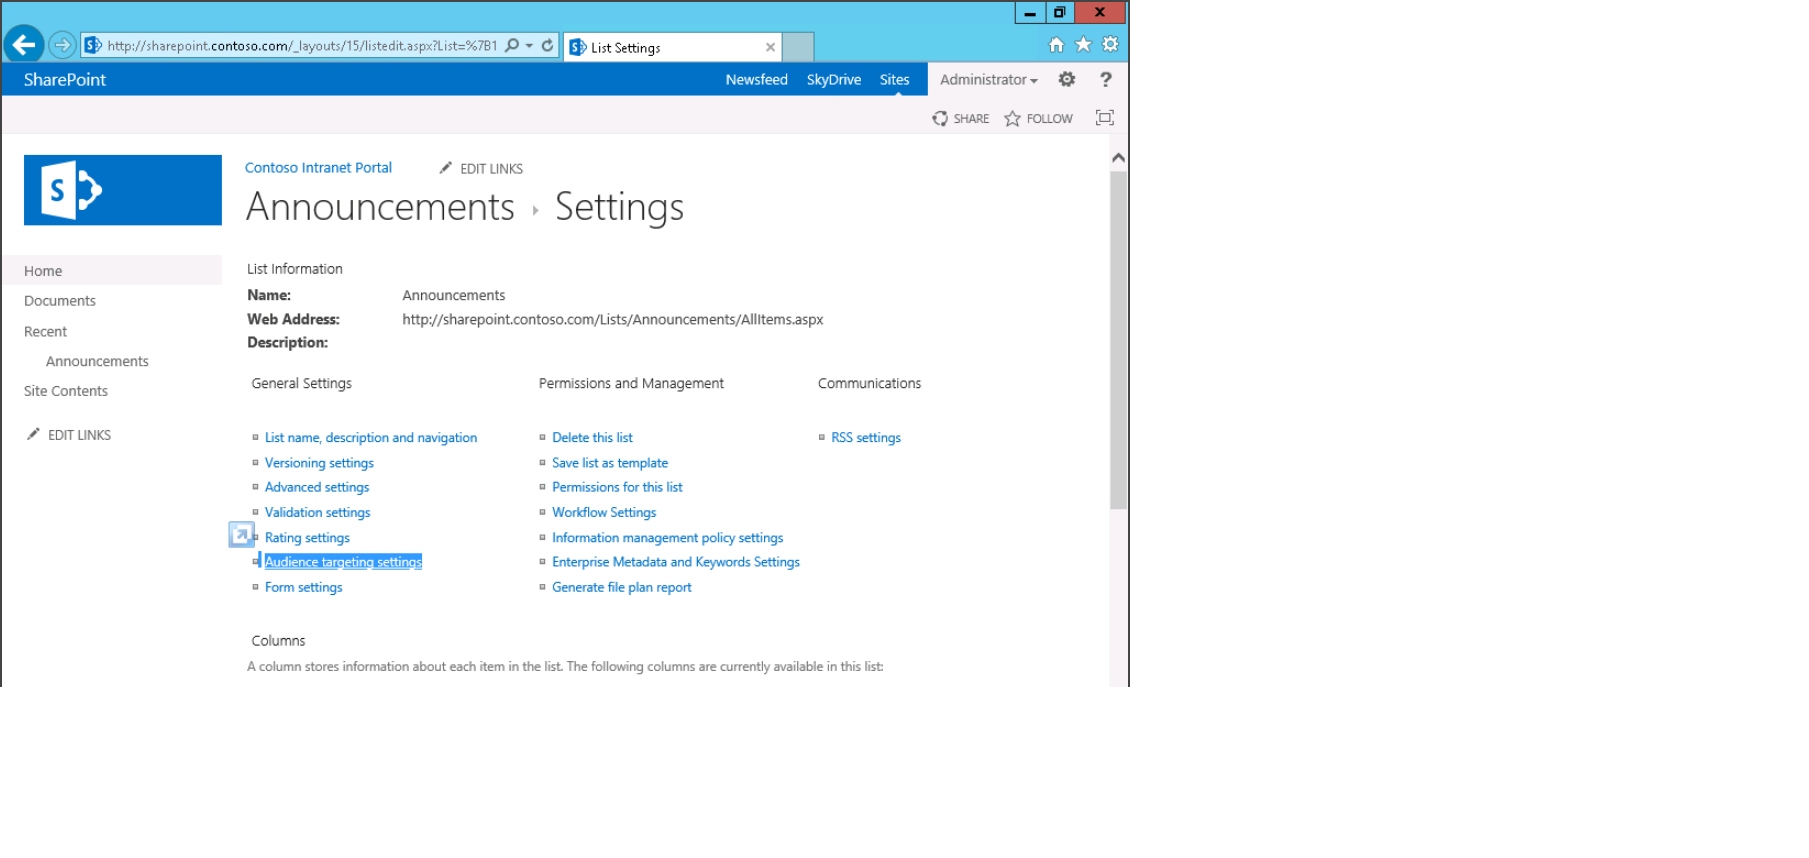 http://sharepoint.contoso.com/_layouts/15/listedit.aspx?List=%7B1
List Settings
SharePoint
Newsfeed SkyDrive Sites Administrator ?
SHARE FOLLOW
S
Contoso Intranet Portal EDIT LINKS
Announcements Settings
Home
Documents
Recent
Announcements
Site Contents
EDIT LINKS
List Information
Name: Announcements
Web Address: http://sharepoint.contoso.com/Lists/Announcements/AllItems.aspx
Description:
General Settings Permissions and Management Communications
List name, description and navigation Delete this list RSS settings
Versioning settings Save list as template
Advanced settings Permissions for this list
Validation settings Workflow Settings
Rating settings Information management policy settings
Audience targeting settings Enterprise Metadata and Keywords Settings
Form settings Generate file plan report
Columns
A column stores information about each item in the list. The following columns are currently available in this list: